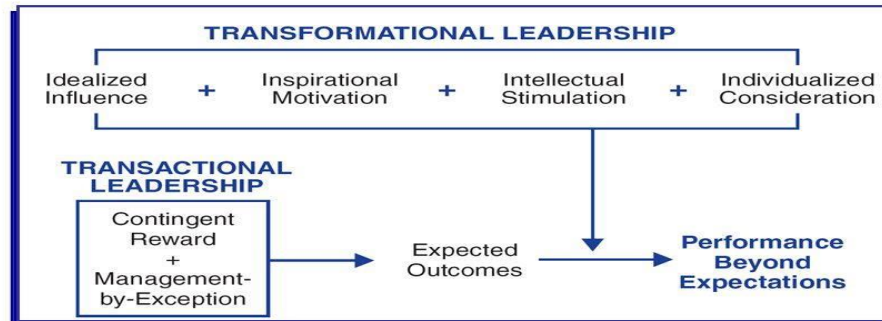 TRANSFORMATIONAL LEADERSHIP
Idealized
Influence
+
Inspirational
Motivation
+
Intellectual
Stimulation
+
Individualized
Consideration
TRANSACTIONAL
LEADERSHIP
Contingent
Reward
+
Management-
by-Exception
Expected
Outcomes
Performance
Beyond
Expectations